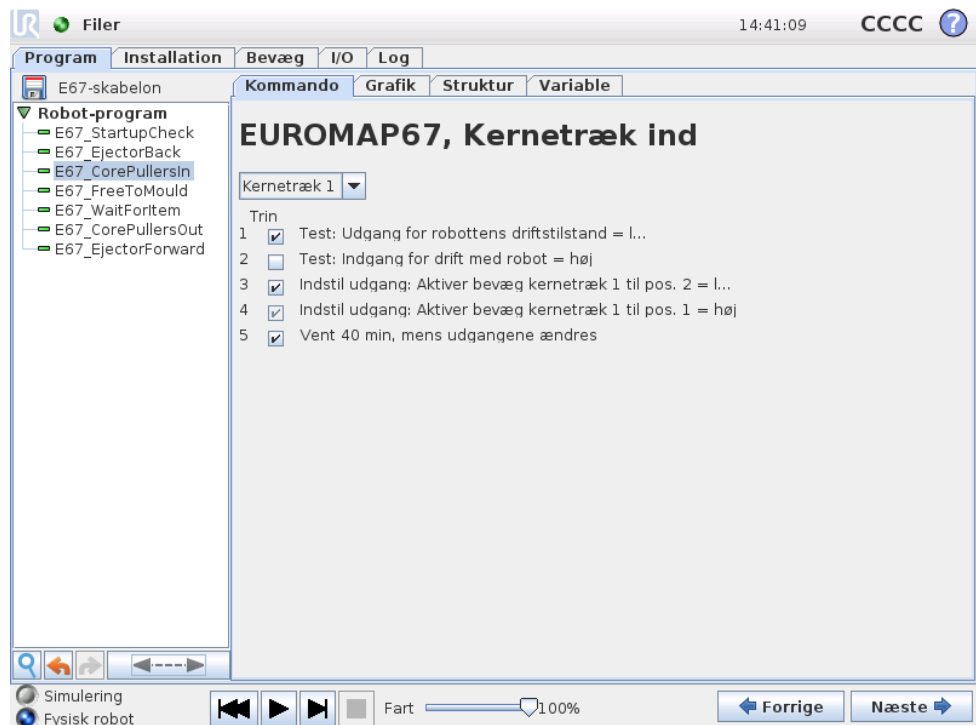 UR Filer 14:41:09 CCCC ?
Program Installation Bevæg I/O Log
E67-skabelon
Kommando Grafik Struktur Variable
Robot-program
E67_StartupCheck
E67_EjectorBack
E67_CorePullersIn
E67_FreeToMould
E67_WaitForItem
E67_CorePullersOut
E67_EjectorForward
EUROMAP67, Kernetræk ind
Kernetræk 1
Trin
1 Test: Udgang for robottens driftstilstand = l...
2 Test: Indgang for drift med robot = høj
3 Indstil udgang: Aktiver bevæg kernetræk 1 til pos. 2 = l...
4 Indstil udgang: Aktiver bevæg kernetræk 1 til pos. 1 = høj
5 Vent 40 min, mens udgangene ændres
Simulering
Fysisk robot
Fart 100%
Forrige Næste